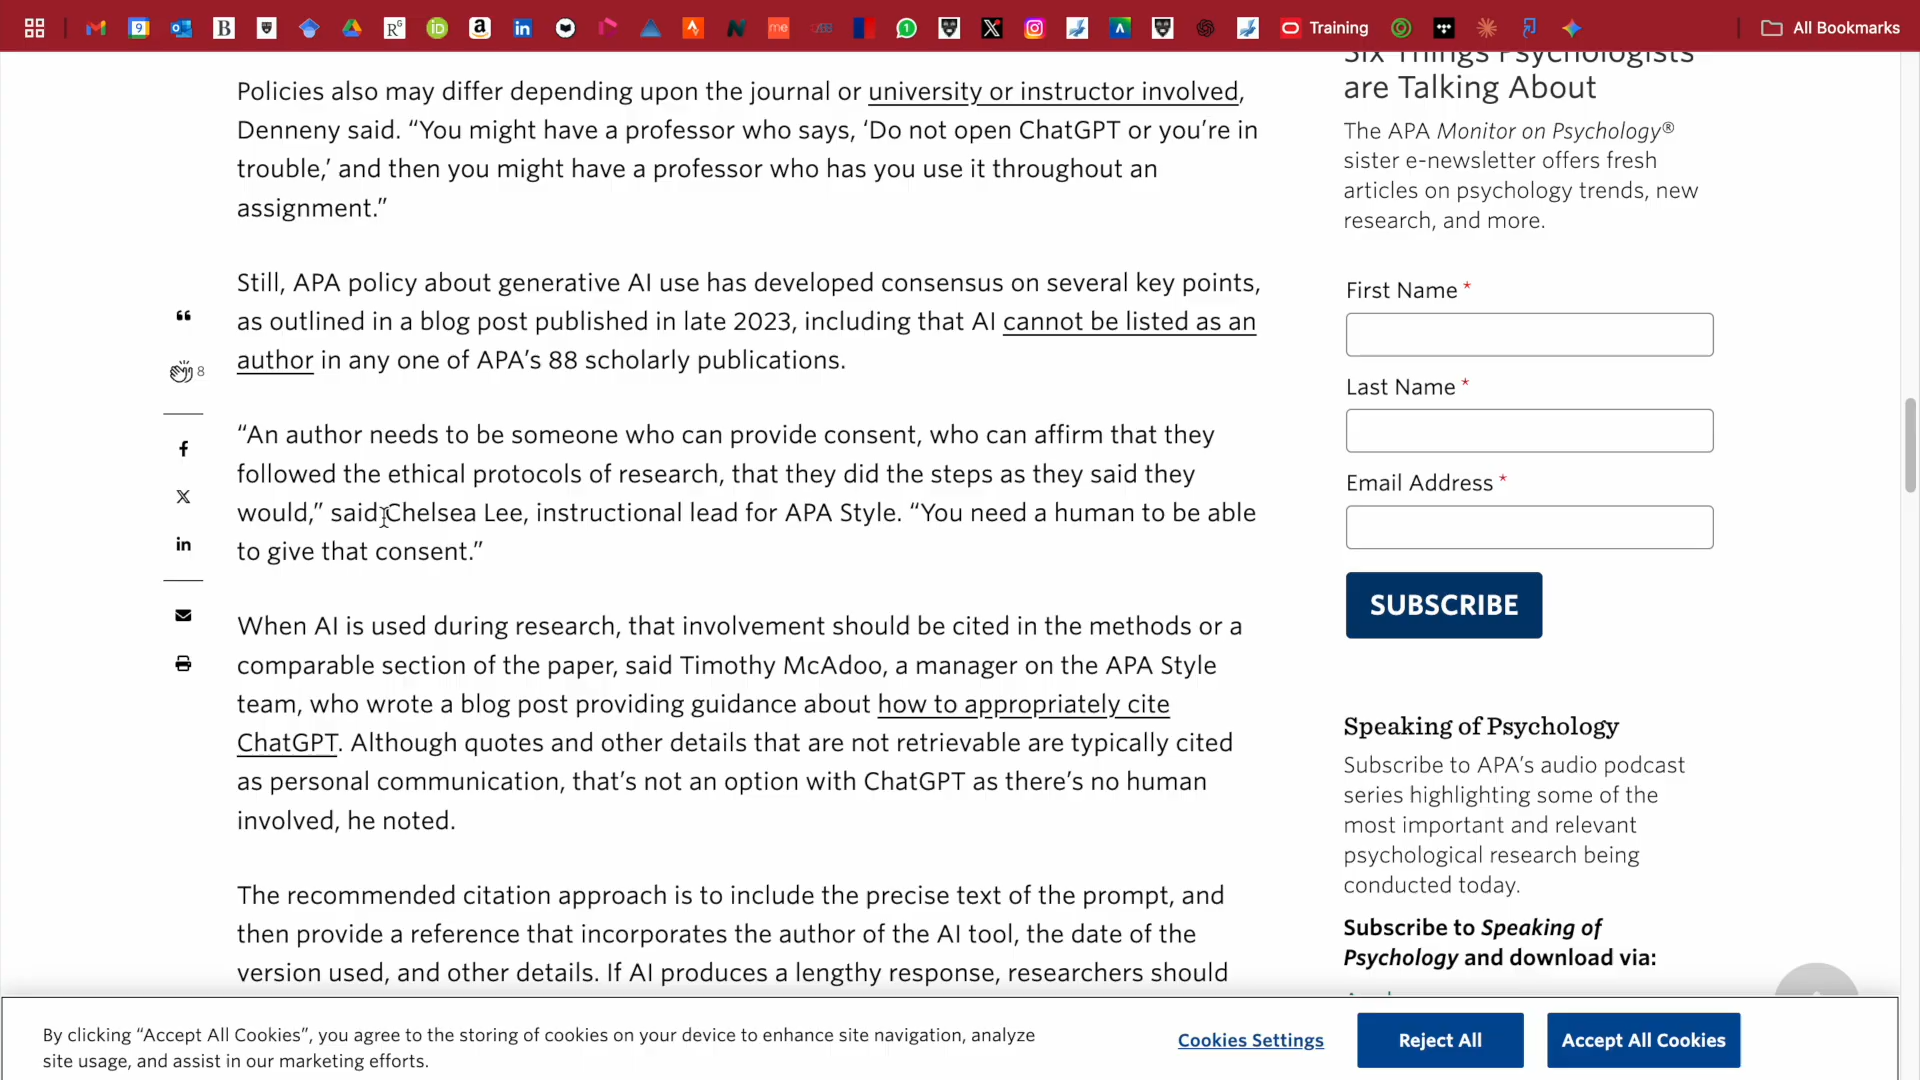 Training
All Bookmarks
Policies also may differ depending upon the journal or university or instructor involved,
Denneny said. “You might have a professor who says, ‘Do not open ChatGPT or you’re in
trouble,’ and then you might have a professor who has you use it throughout an
assignment.”
Still, APA policy about generative AI use has developed consensus on several key points,
as outlined in a blog post published in late 2023, including that AI cannot be listed as an
author in any one of APA’s 88 scholarly publications.
8
“An author needs to be someone who can provide consent, who can affirm that they
followed the ethical protocols of research, that they did the steps as they said they
would,” said Chelsea Lee, instructional lead for APA Style. “You need a human to be able
to give that consent.”
When AI is used during research, that involvement should be cited in the methods or a
comparable section of the paper, said Timothy McAdoo, a manager on the APA Style
team, who wrote a blog post providing guidance about how to appropriately cite
ChatGPT. Although quotes and other details that are not retrievable are typically cited
as personal communication, that’s not an option with ChatGPT as there’s no human
involved, he noted.
The recommended citation approach is to include the precise text of the prompt, and
then provide a reference that incorporates the author of the AI tool, the date of the
version used, and other details. If AI produces a lengthy response, researchers should
Six Things Psychologists
are Talking About
The APA Monitor on Psychology®
sister e-newsletter offers fresh
articles on psychology trends, new
research, and more.
First Name *
Last Name *
Email Address *
SUBSCRIBE
Speaking of Psychology
Subscribe to APA’s audio podcast
series highlighting some of the
most important and relevant
psychological research being
conducted today.
Subscribe to Speaking of
Psychology and download via:
By clicking “Accept All Cookies”, you agree to the storing of cookies on your device to enhance site navigation, analyze
site usage, and assist in our marketing efforts.
Cookies Settings
Reject All
Accept All Cookies